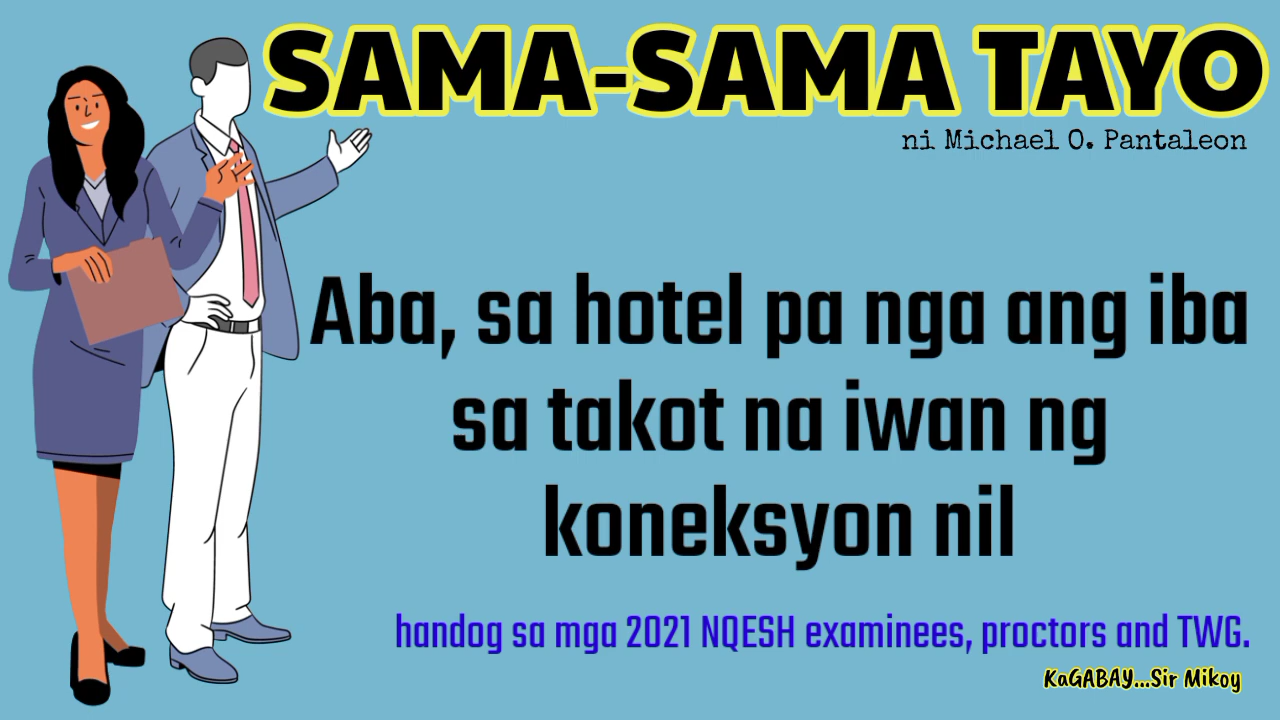 SAMA-SAMA TAYO
ni Michael O. Pantaleon
Aba, sa hotel pa nga ang iba
sa takot na iwan ng
koneksyon nil
handog sa mga 2021 NQESH examinees, proctors and TWG.
KaGABAY...Sir Mikoy